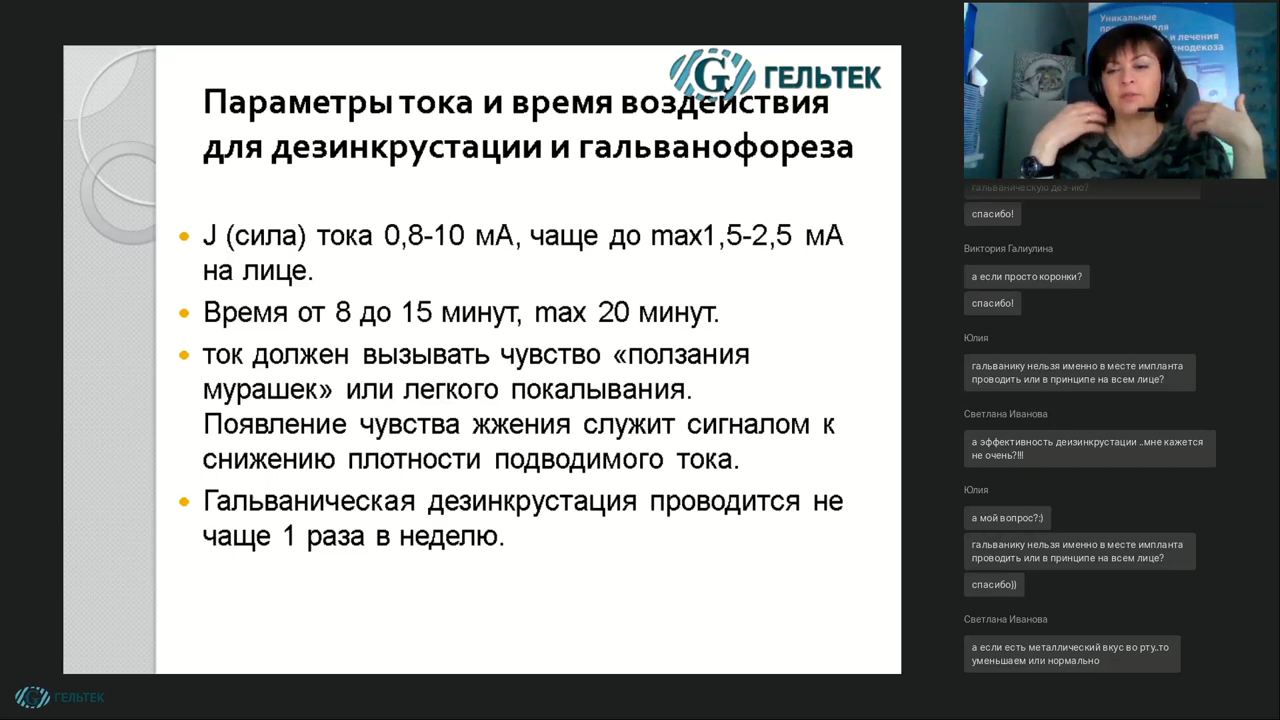 ГЕЛЬТЕК
Параметры тока и время воздействия
для дезинкрустации и гальванофореза
J (сила) тока 0,8-10 мА, чаще до max1,5-2,5 мА
на лице.
Время от 8 до 15 минут, max 20 минут.
ток должен вызывать чувство «ползания
мурашек» или легкого покалывания.
Появление чувства жжения служит сигналом к
снижению плотности подводимого тока.
Гальваническая дезинкрустация проводится не
чаще 1 раза в неделю.
ГЕЛЬТЕК
Уникальные
и лечения
гальваническую дез-ию?
спасибо!
Виктория Галиулина
а если просто коронки?
спасибо!
Юлия
гальванику нельзя именно в месте импланта
проводить или в принципе на всем лице?
Светлана Иванова
а эффективность деизинкрустации ..мне кажется
не очень?!!!
Юлия
а мой вопрос?:)
гальванику нельзя именно в месте импланта
проводить или в принципе на всем лице?
спасибо))
Светлана Иванова
а если есть металлический вкус во рту..то
уменьшаем или нормально